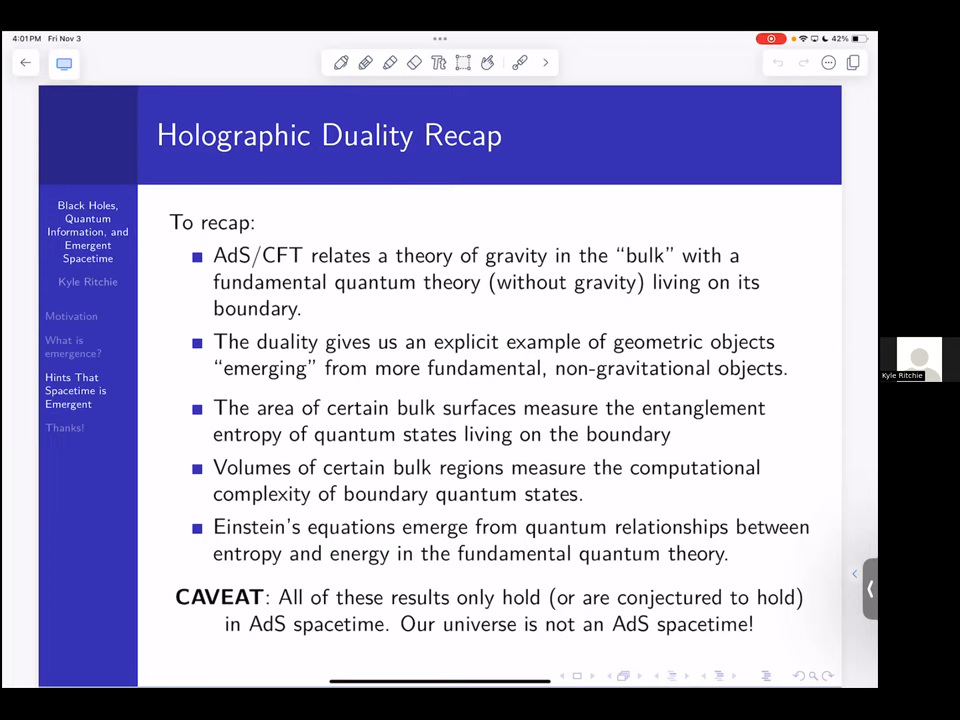 4:01PM Fri Nov 3
42%
Holographic Duality Recap
Black Holes,
Quantum
Information, and
Emergent
Spacetime
Kyle Ritchie
Motivation
What is
emergence?
Hints That
Spacetime is
Emergent
Thanks!
To recap:
AdS/CFT relates a theory of gravity in the “bulk” with a
fundamental quantum theory (without gravity) living on its
boundary.
The duality gives us an explicit example of geometric objects
“emerging” from more fundamental, non-gravitational objects.
The area of certain bulk surfaces measure the entanglement
entropy of quantum states living on the boundary
Volumes of certain bulk regions measure the computational
complexity of boundary quantum states.
Einstein's equations emerge from quantum relationships between
entropy and energy in the fundamental quantum theory.
CAVEAT: All of these results only hold (or are conjectured to hold)
in AdS spacetime. Our universe is not an AdS spacetime!
Kyle Ritchie